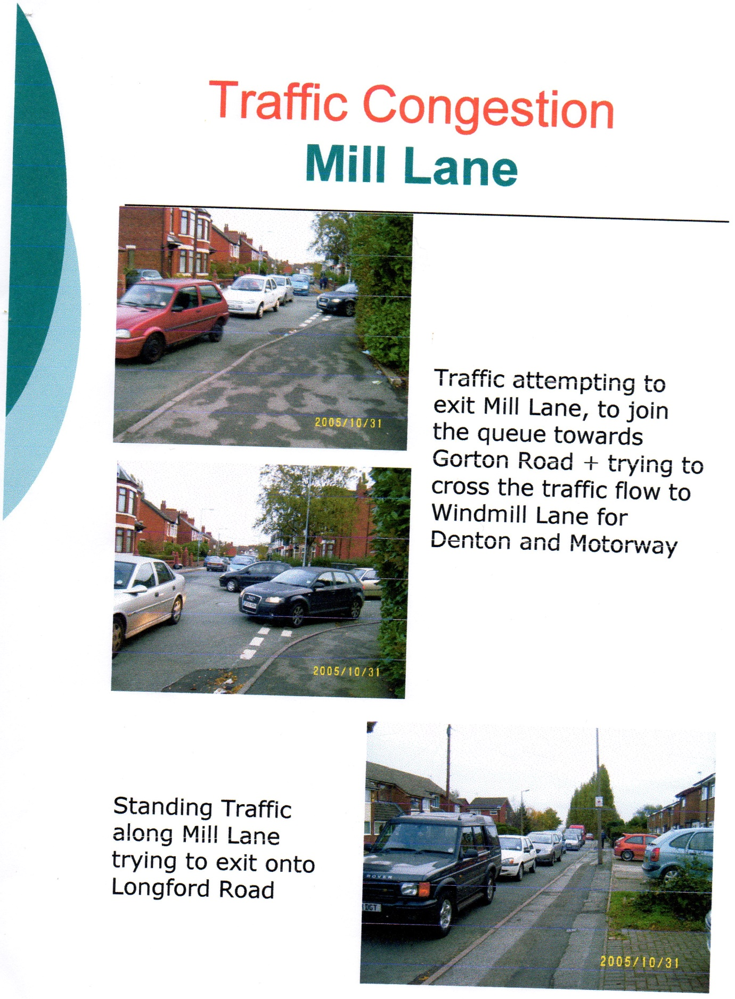 Traffic Congestion
Mill Lane
2005/10/31
Traffic attempting to
exit Mill Lane, to join
the queue towards
Gorton Road + trying to
cross the traffic flow to
Windmill Lane for
Denton and Motorway
2005/10/31
Standing Traffic
along Mill Lane
trying to exit onto
Longford Road
ROVER
DGT
2005/10/31